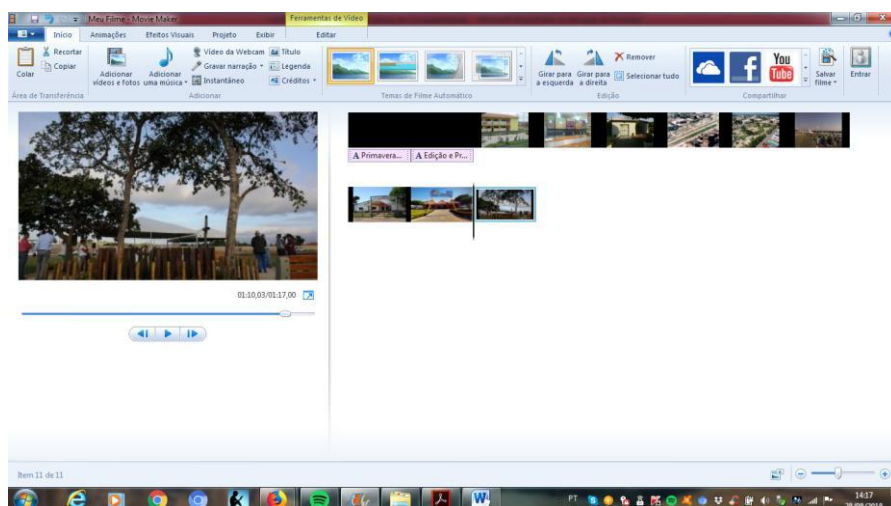 Meu Filme - Movie Maker
Ferramentas de Vídeo
Início Animações Efeitos Visuais Projeto Exibir Editar
Colar
Recortar
Copiar
Área de Transferência
Adicionar vídeos e fotos
Adicionar uma música
Vídeo da Webcam
Gravar narração
Instantâneo
Título
Legenda
Créditos
Adicionar
Temas de Filme Automático
Girar para a esquerda
Girar para a direita
Remover
Selecionar tudo
Edição
f
You Tube
Compartilhar
Salvar filme
Entrar
A Primavera...
A Edição e Pr...
01:10,03/01:17,00
Item 11 de 11
PT
14:17
29/08/2018